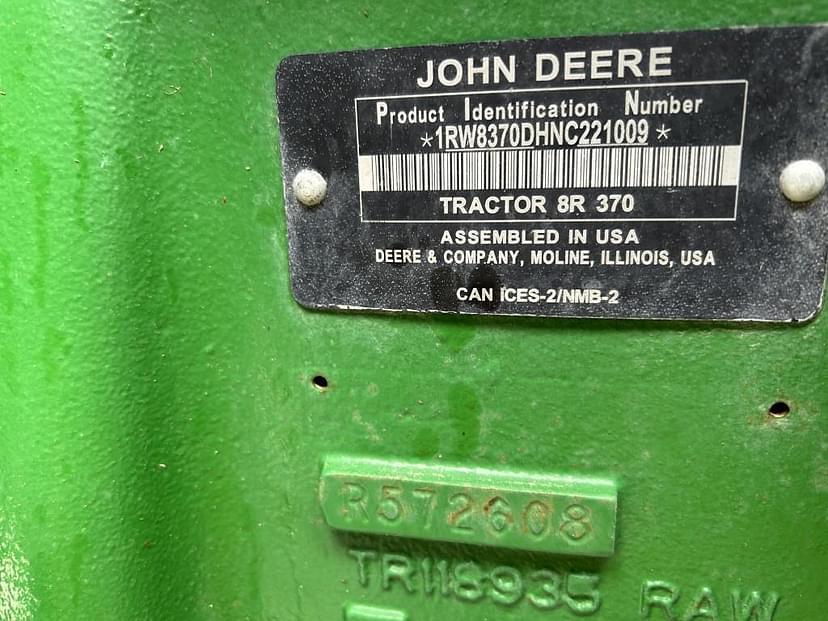 JOHN DEERE
Product Identification Number
*1RW8370DHNC221009*
TRACTOR 8R 370
ASSEMBLED IN USA
DEERE & COMPANY, MOLINE, ILLINOIS, USA
CAN ICES-2/NMB-2
R572608
TR118935 RAW